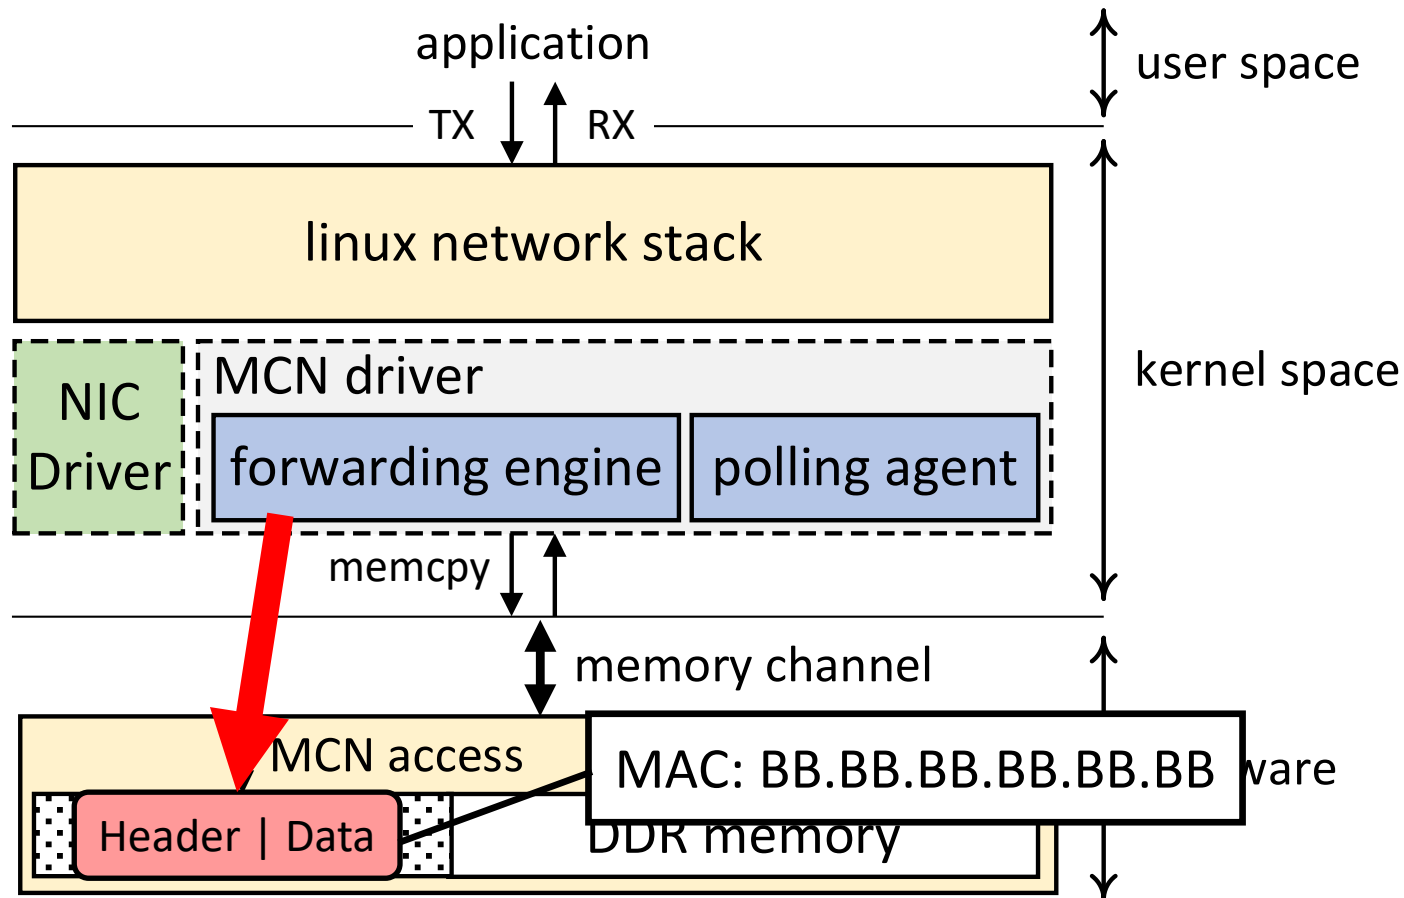 application
user space
TX
RX
linux network stack
NIC
Driver
MCN driver
forwarding engine
polling agent
kernel space
memcpy
memory channel
MCN access
MAC: BB.BB.BB.BB.BB.BB
ware
Header | Data
DDR memory